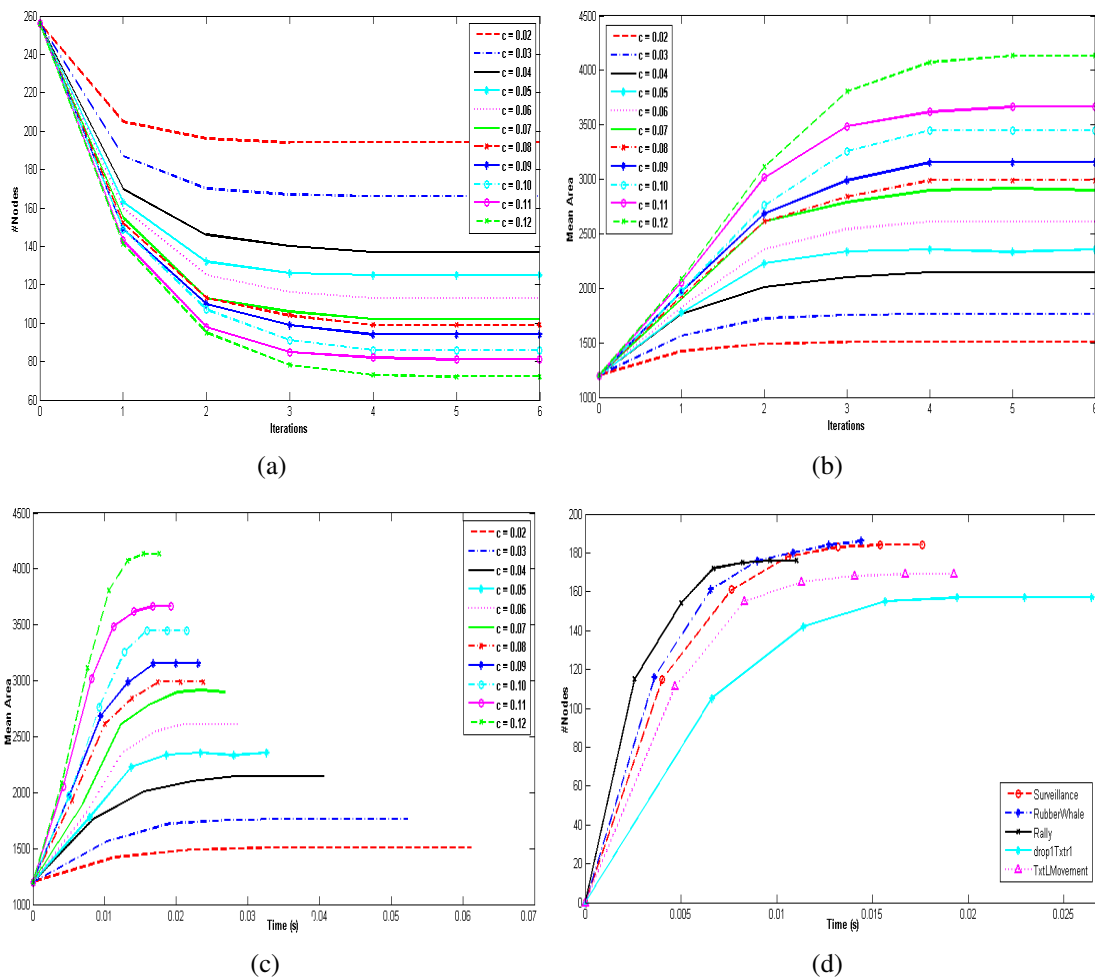 260
240
220
200
180
160
140
120
100
80
60
#Nodes
0 1 2 3 4 5 6
Iterations
c = 0.02
c = 0.03
c = 0.04
c = 0.05
c = 0.06
c = 0.07
c = 0.08
c = 0.09
c = 0.10
c = 0.11
c = 0.12
(a)
4500
4000
3500
3000
2500
2000
1500
1000
Mean Area
0 1 2 3 4 5 6
Iterations
c = 0.02
c = 0.03
c = 0.04
c = 0.05
c = 0.06
c = 0.07
c = 0.08
c = 0.09
c = 0.10
c = 0.11
c = 0.12
(b)
4500
4000
3500
3000
2500
2000
1500
1000
Mean Area
0 0.01 0.02 0.03 0.04 0.05 0.06 0.07
Time (s)
c = 0.02
c = 0.03
c = 0.04
c = 0.05
c = 0.06
c = 0.07
c = 0.08
c = 0.09
c = 0.10
c = 0.11
c = 0.12
(c)
200
180
160
140
120
100
80
60
40
20
0
#Nodes
0 0.005 0.01 0.015 0.02 0.025
Time (s)
Surveillance
RubberWhale
Rally
drop1Txtr1
TxtLMovement
(d)